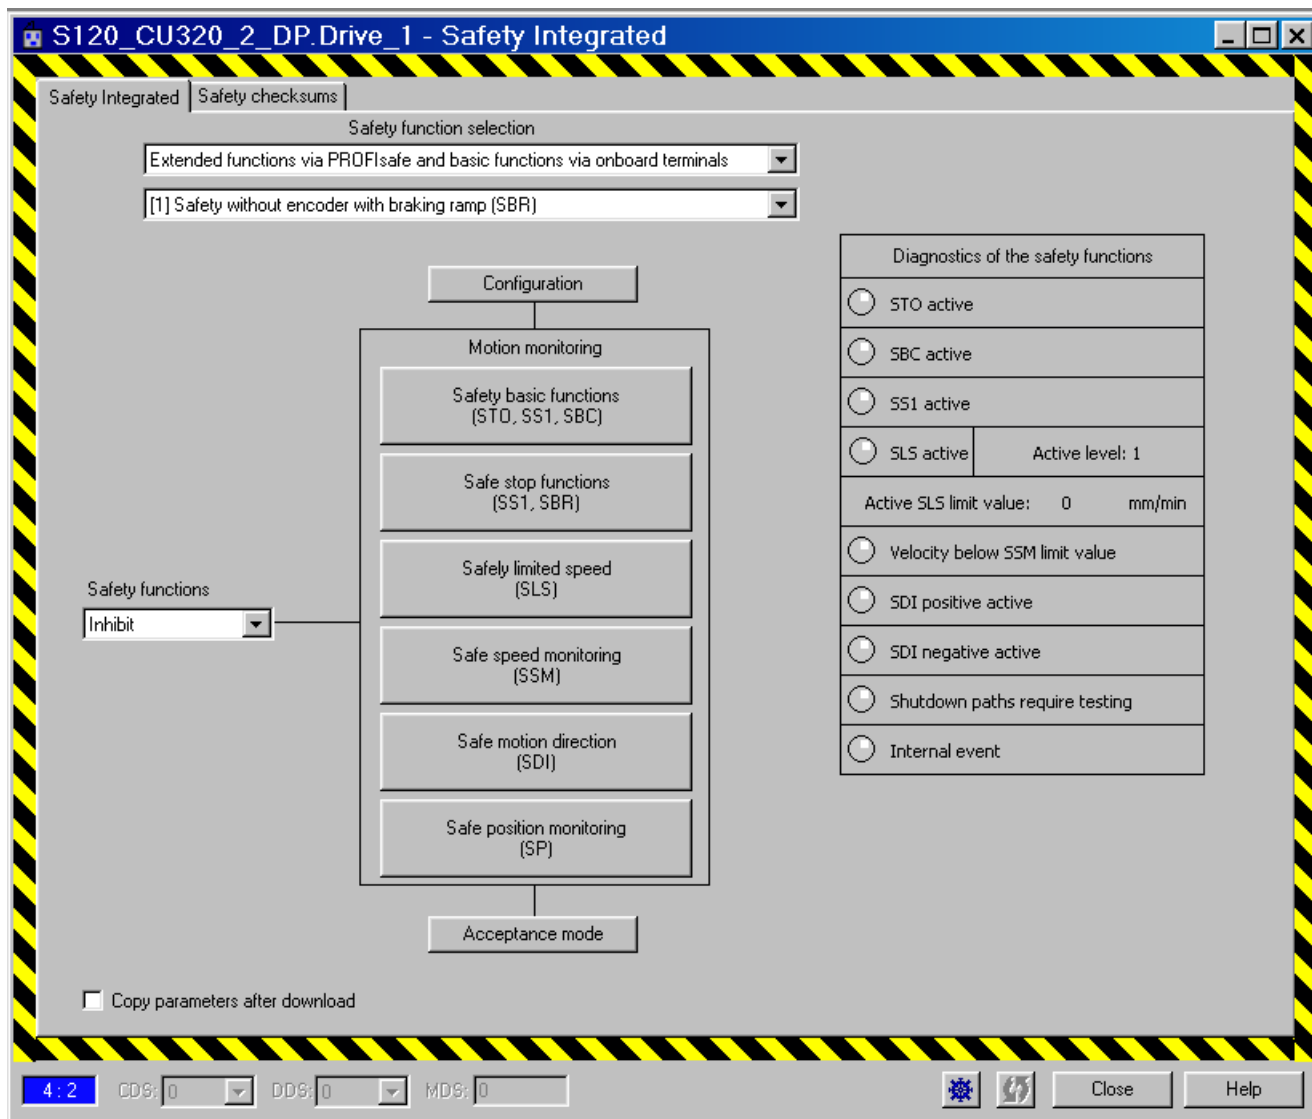 S120_CU320_2_DP.Drive_1 - Safety Integrated
Safety Integrated
Safety checksums
Safety function selection
Extended functions via PROFIsafe and basic functions via onboard terminals
[1] Safety without encoder with braking ramp (SBR)
Configuration
Motion monitoring
Safety basic functions
(STO, SS1, SBC)
Safe stop functions
(SS1, SBR)
Safely limited speed
(SLS)
Safe speed monitoring
(SSM)
Safe motion direction
(SDI)
Safe position monitoring
(SP)
Safety functions
Inhibit
Acceptance mode
Diagnostics of the safety functions
STO active
SBC active
SS1 active
SLS active
Active level: 1
Active SLS limit value: 0 mm/min
Velocity below SSM limit value
SDI positive active
SDI negative active
Shutdown paths require testing
Internal event
Copy parameters after download
4 : 2
CDS: 0
DDS: 0
MDS: 0
Close
Help